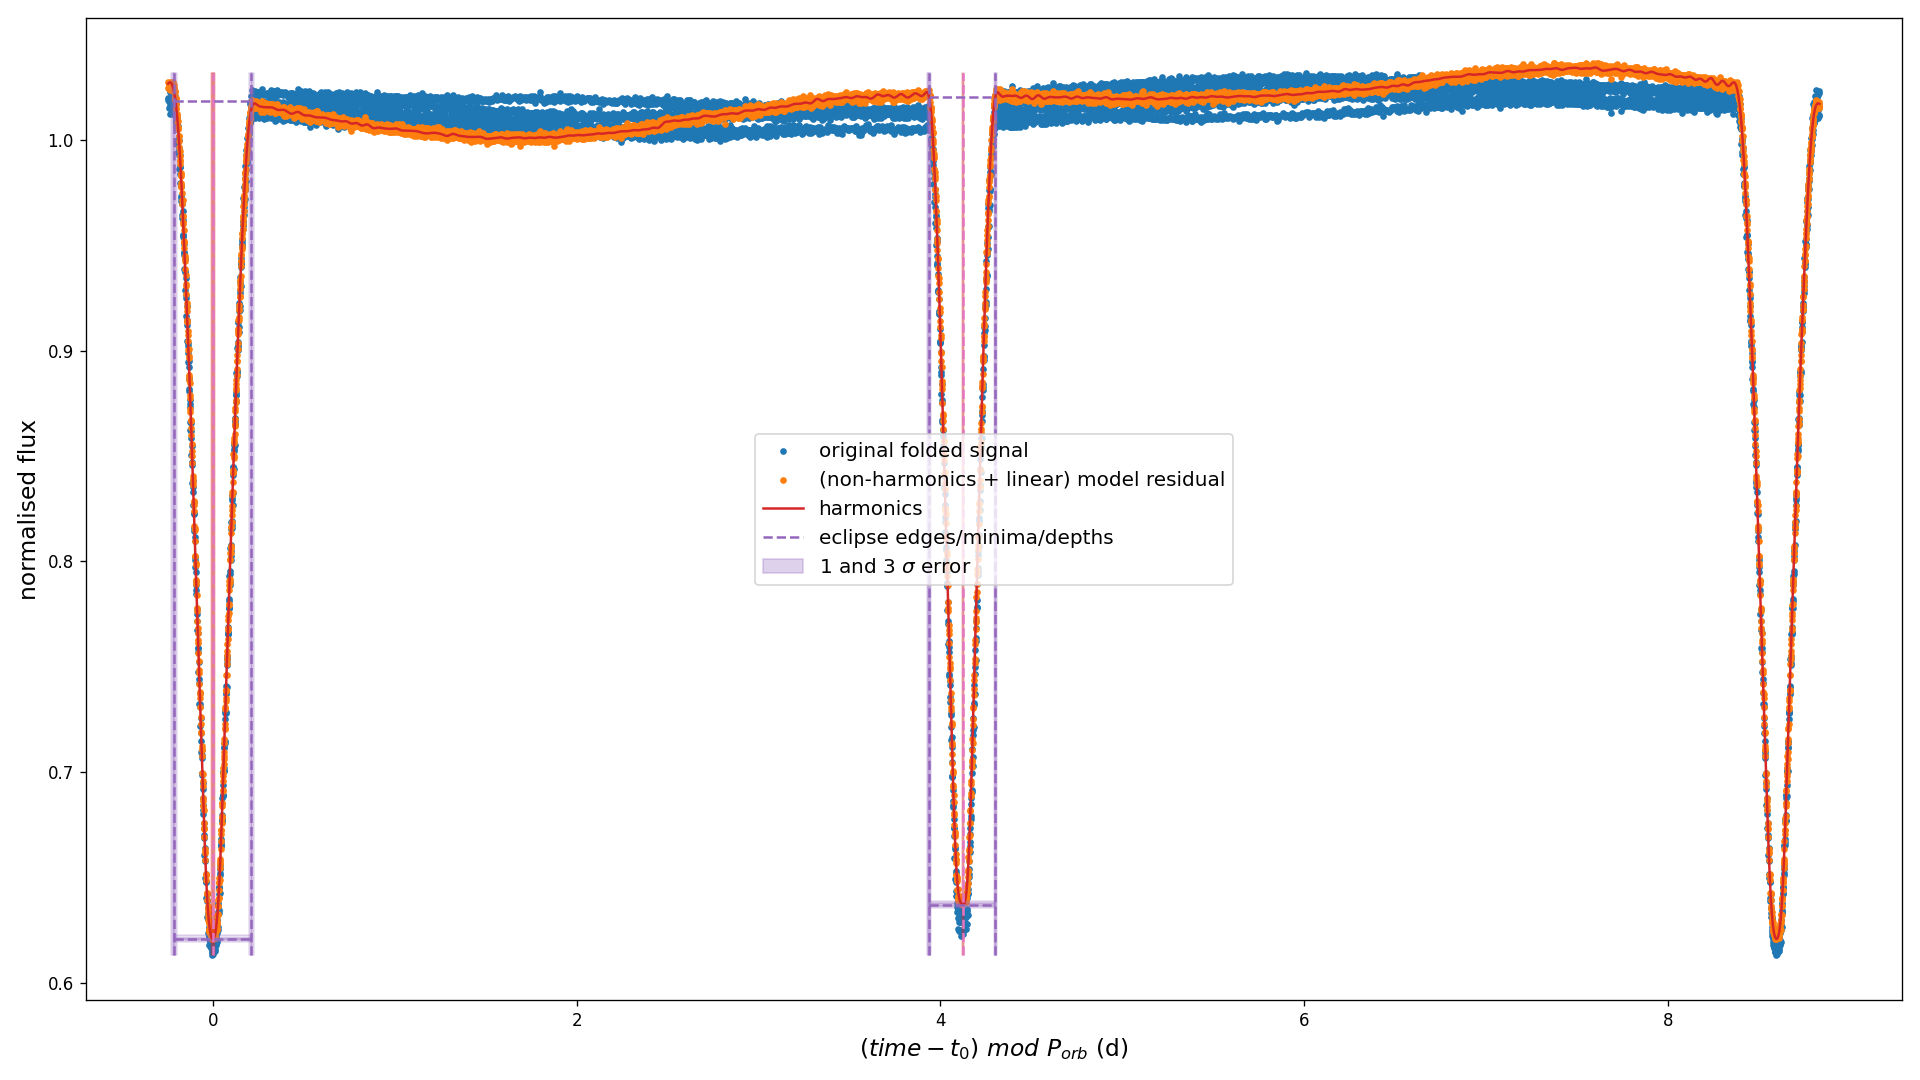 normalised flux
1.0
0.9
0.8
0.7
0.6
original folded signal
(non-harmonics + linear) model residual
harmonics
eclipse edges/minima/depths
1 and 3 σ error
0 2 4 6 8
(time − t₀) mod Pₒᵣb (d)